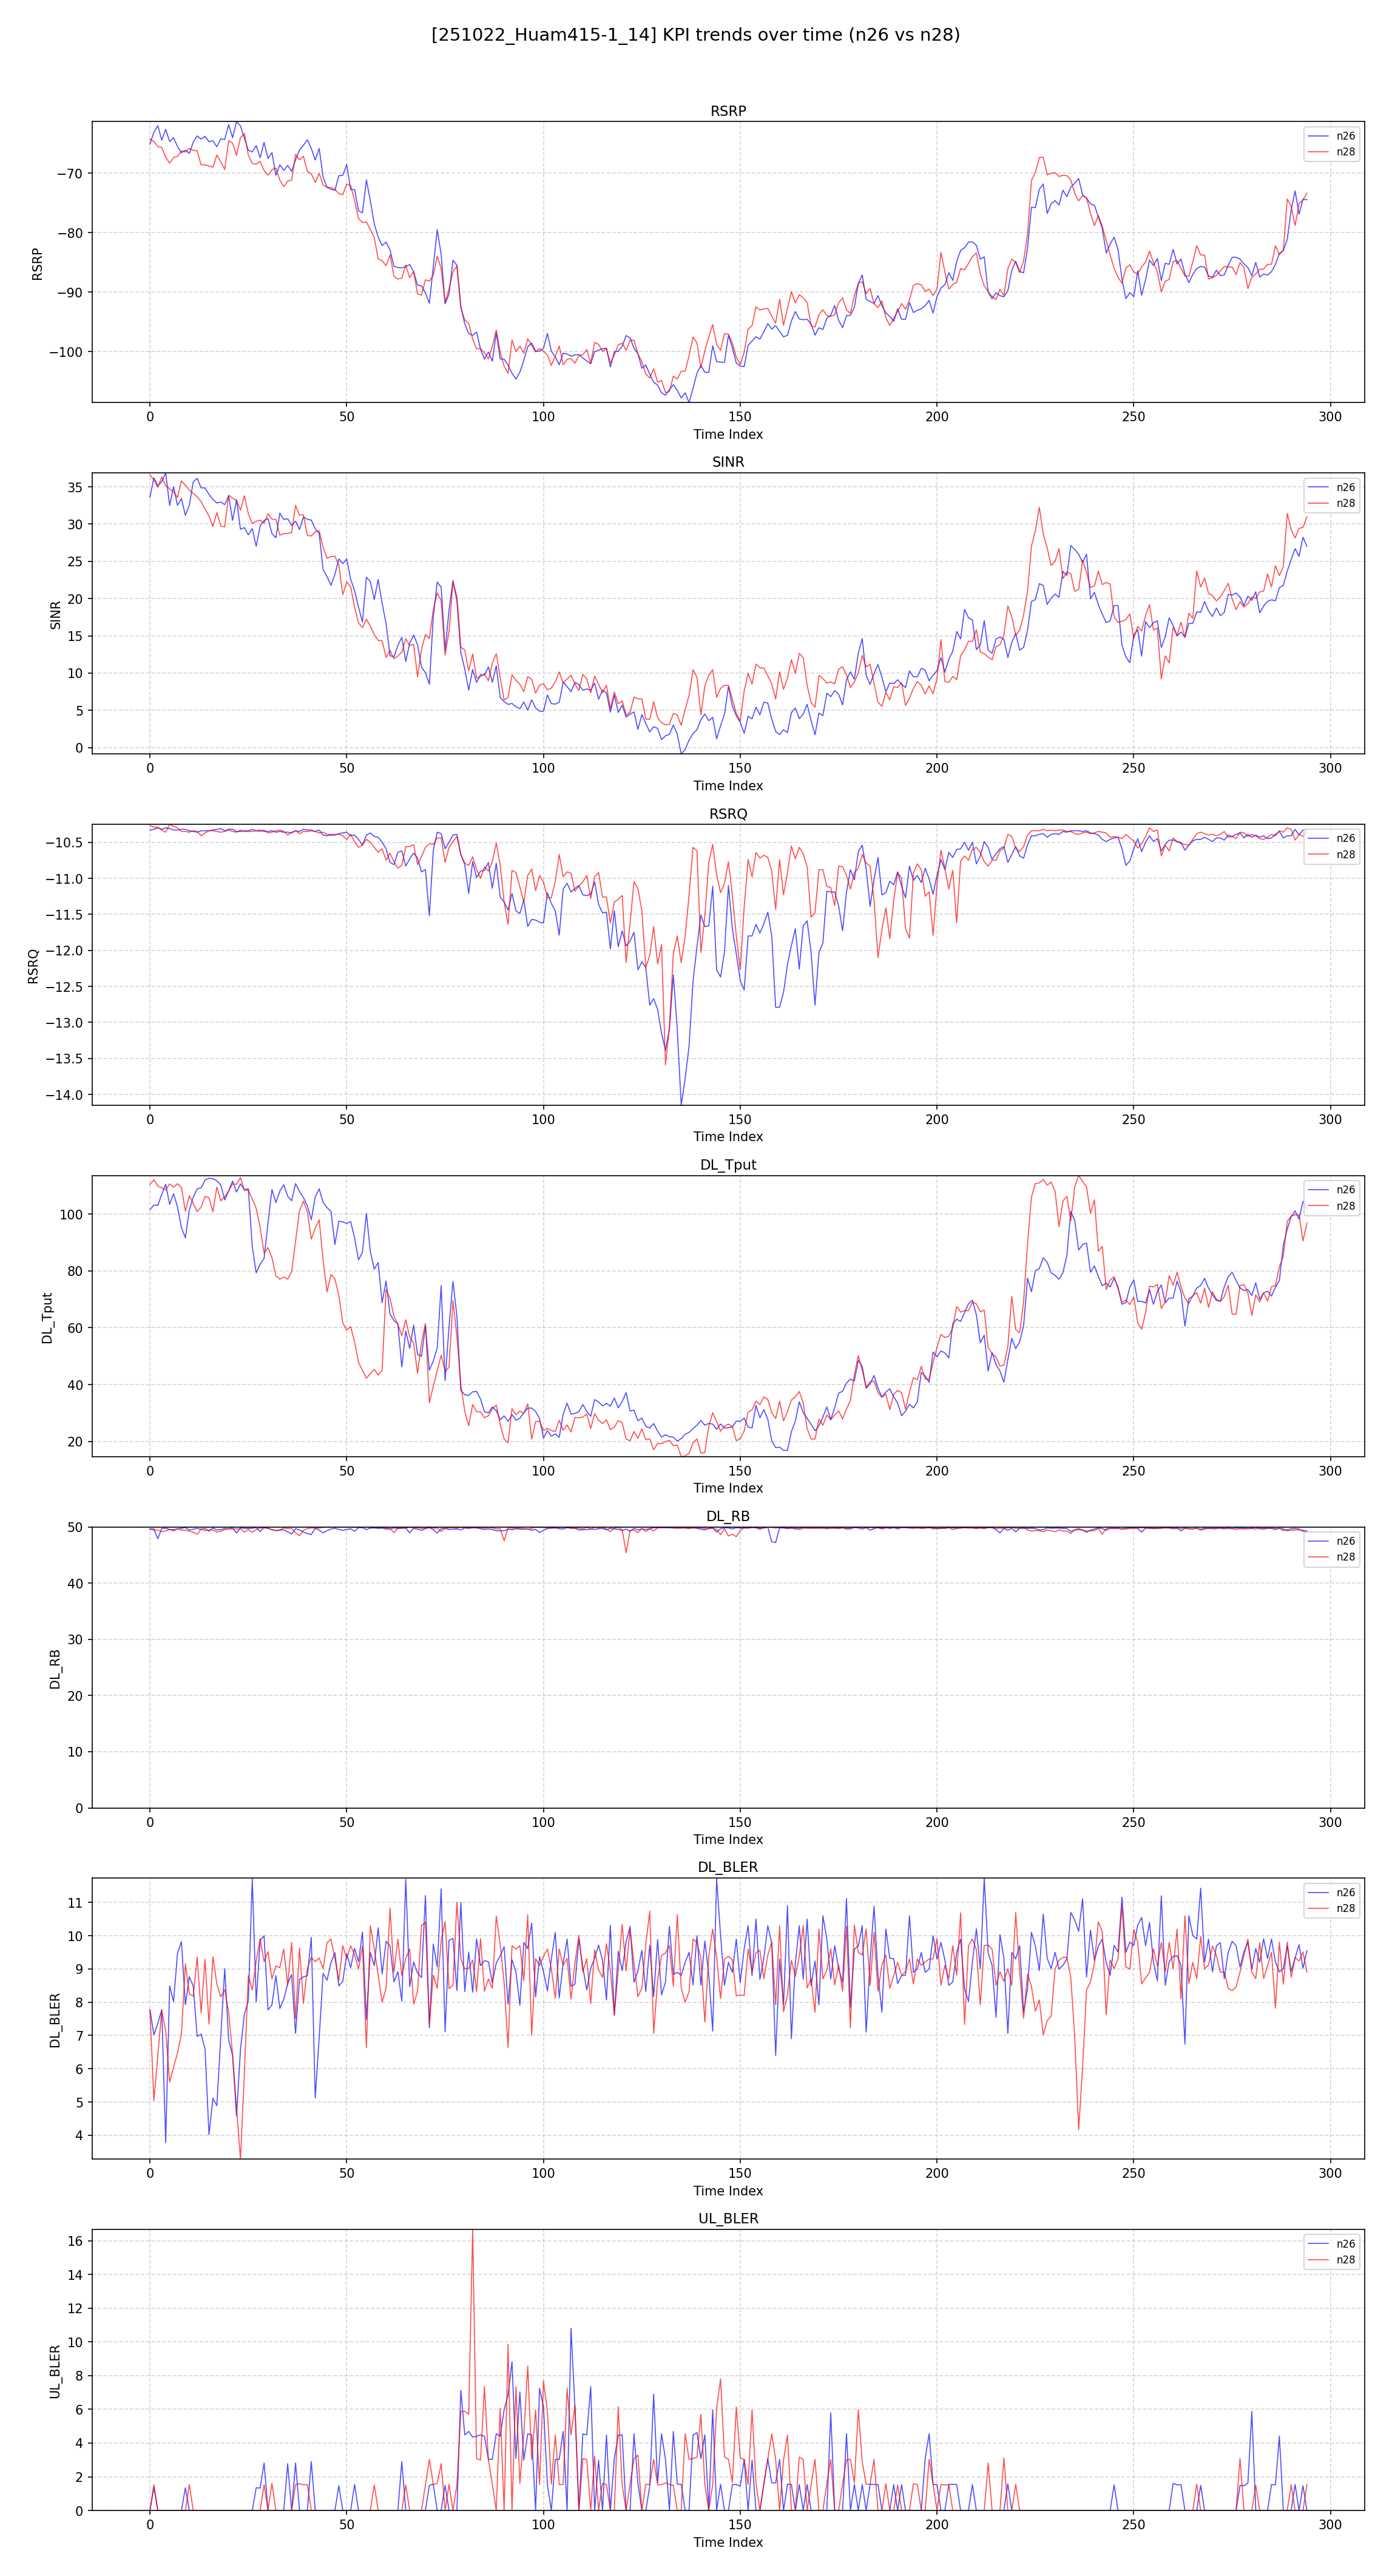 [251022_Huam415-1_14] KPI trends over time (n26 vs n28)
RSRP
n26
n28
−70
−80
−90
−100
RSRP
0 50 100 150 200 250 300
Time Index
SINR
n26
n28
35
30
25
20
15
10
5
0
SINR
0 50 100 150 200 250 300
Time Index
RSRQ
n26
n28
−10.5
−11.0
−11.5
−12.0
−12.5
−13.0
−13.5
−14.0
RSRQ
0 50 100 150 200 250 300
Time Index
DL_Tput
n26
n28
100
80
60
40
20
DL_Tput
0 50 100 150 200 250 300
Time Index
DL_RB
n26
n28
50
40
30
20
10
0
DL_RB
0 50 100 150 200 250 300
Time Index
DL_BLER
n26
n28
11
10
9
8
7
6
5
4
DL_BLER
0 50 100 150 200 250 300
Time Index
UL_BLER
n26
n28
16
14
12
10
8
6
4
2
0
UL_BLER
0 50 100 150 200 250 300
Time Index